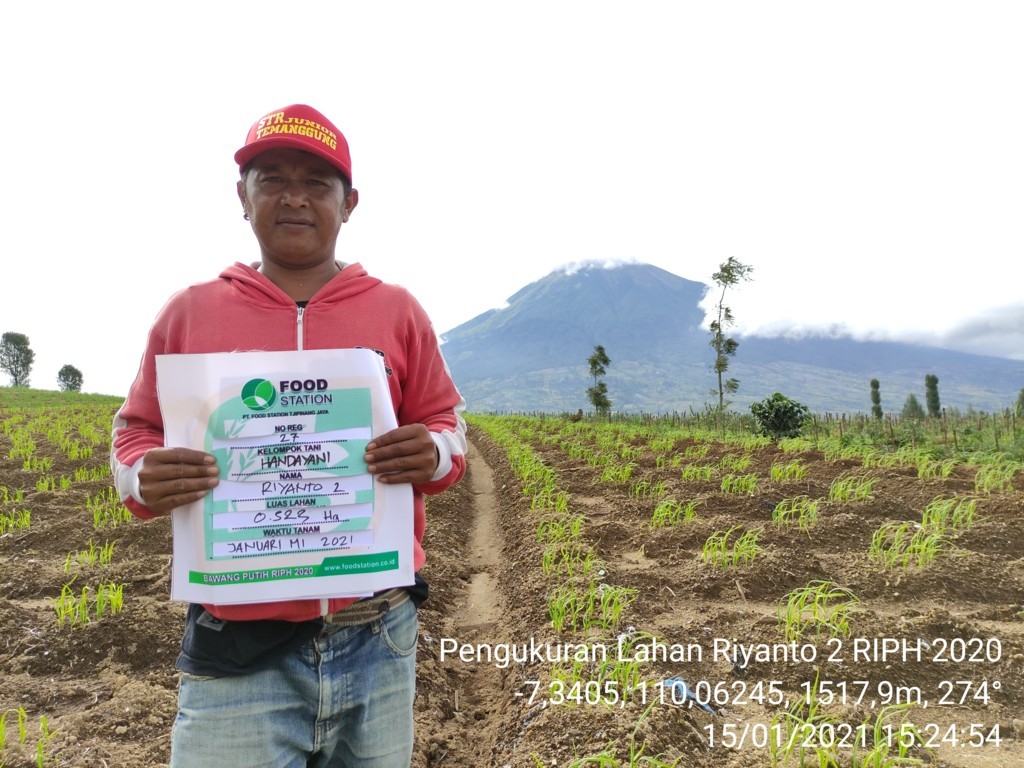 STR JUNIOR
TEMANGGUNG
FOOD
STATION
PT. FOOD STATION TJIPINANG JAYA
NO REG
27
KELOMPOK TANI
HANDAYANI
NAMA
RIYANTO 2
LUAS LAHAN
0.523 Ha
WAKTU TANAM
JANUARI M1 2021
BAWANG PUTIH RIPH 2020
www.foodstation.co.id
Pengukuran Lahan Riyanto 2 RIPH 2020
-7,3405, 110,06245, 1517,9m, 274°
15/01/2021 15:24:54